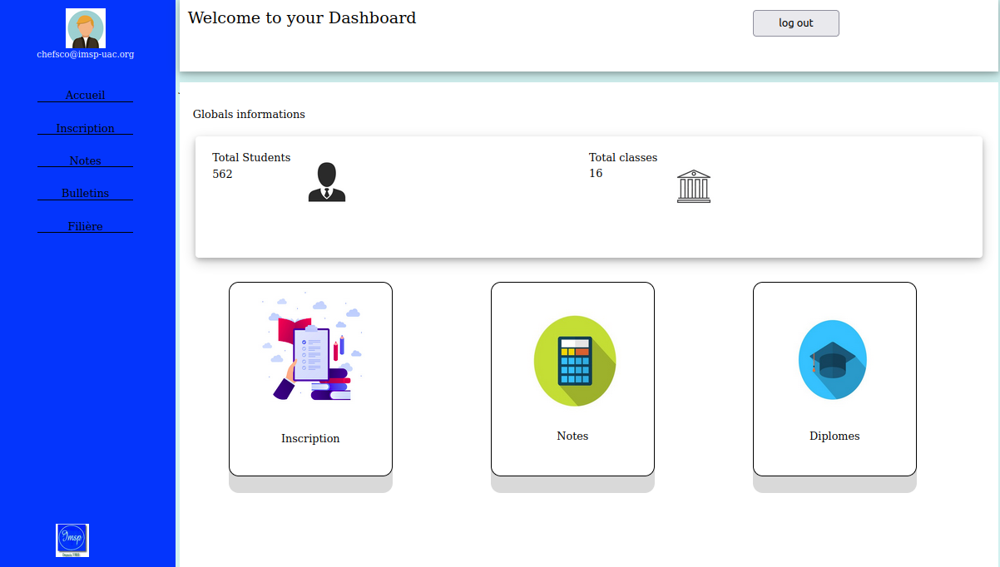 chefsco@imsp-uac.org
Accueil
Inscription
Notes
Bulletins
Filière
Imsp
Welcome to your Dashboard
log out
Globals informations
Total Students
562
Total classes
16
Inscription
Notes
Diplomes